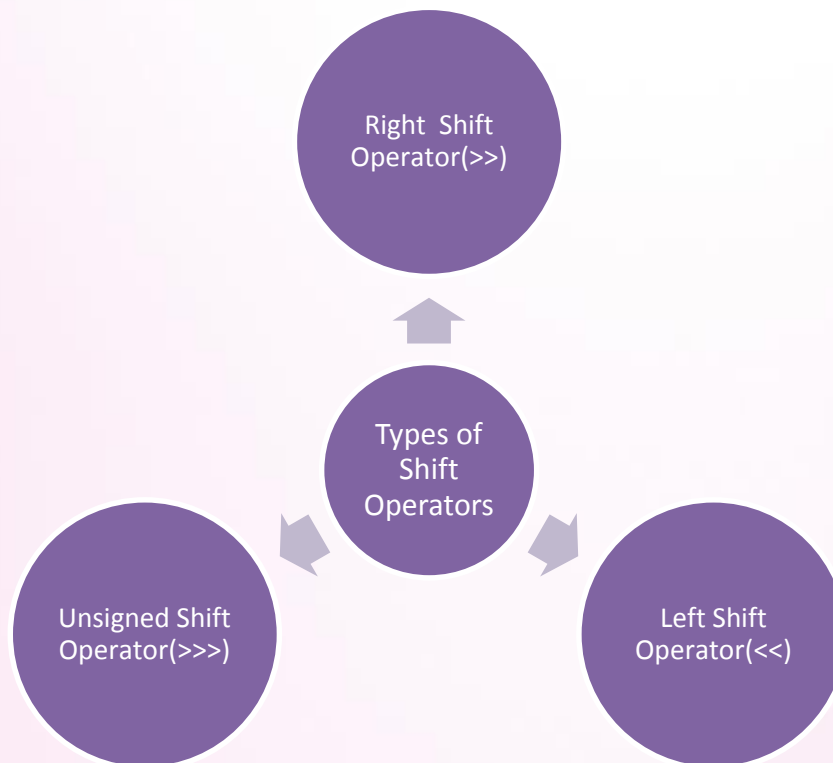 Right  Shift
Operator(>>)
Types of
Shift
Operators
Unsigned Shift
Operator(>>>)
Left Shift
Operator(<<)